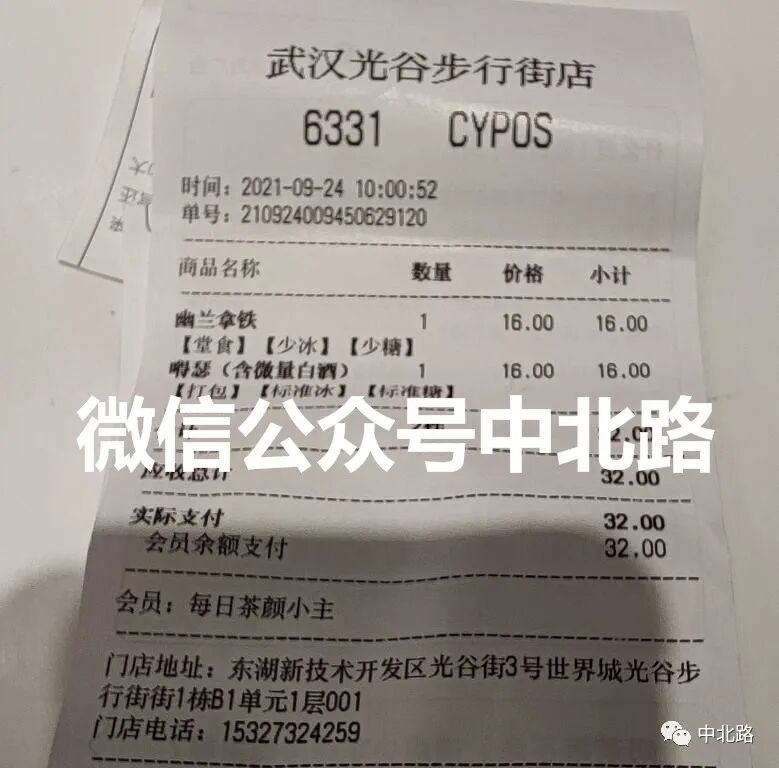 武汉光谷步行街店
6331 CYPOS
时间：2021-09-24 10:00:52
单号：210924009450629120
商品名称 数量 价格 小计
幽兰拿铁 1 16.00 16.00
【堂食】【少冰】【少糖】
嚼瑟（含微量白酒） 1 16.00 16.00
【打包】【标准冰】【标准糖】
微信公众号中北路
应收总计 32.00
实际支付 32.00
会员余额支付 32.00
会员：每日茶颜小主
门店地址：东湖新技术开发区光谷街3号世界城光谷步
行街街1栋B1单元1层001
门店电话：15327324259
中北路